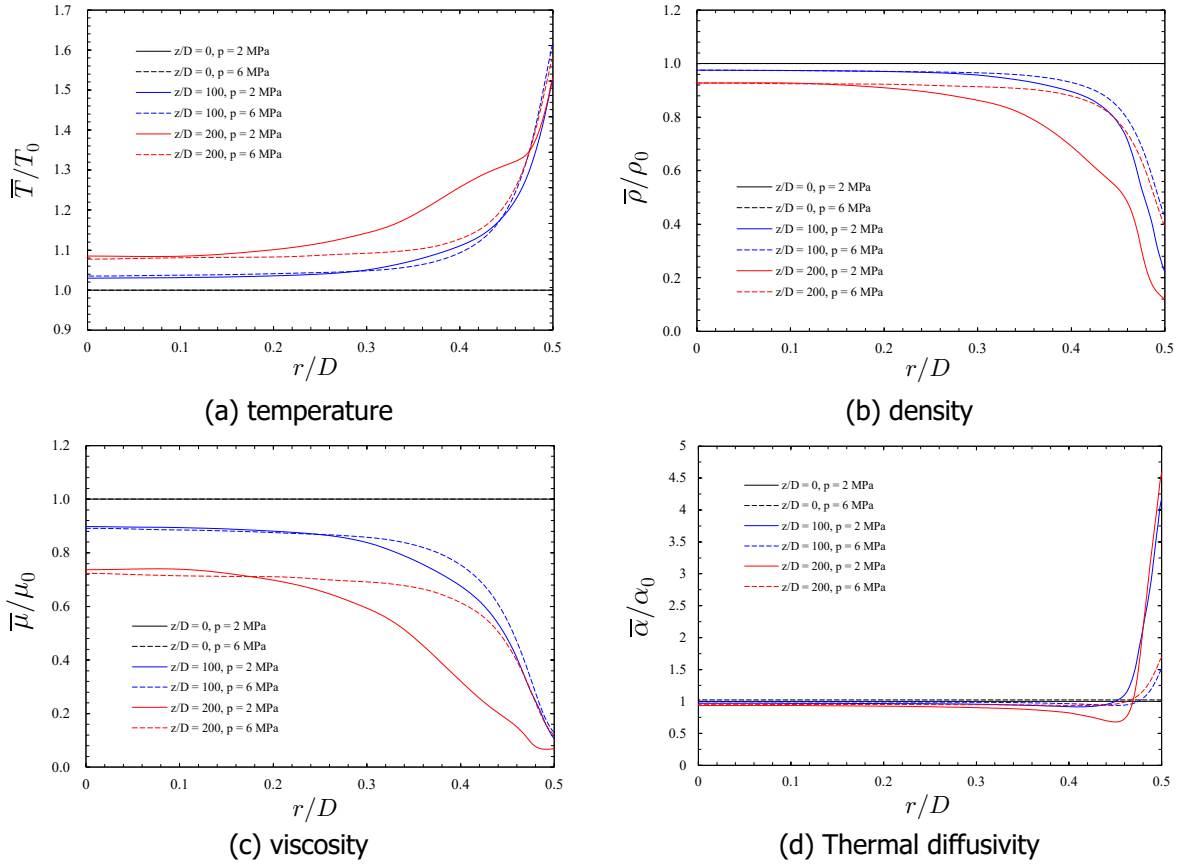 1.7
1.6
1.5
1.4
1.3
1.2
1.1
1.0
0.9
T̅/T₀
z/D = 0, p = 2 MPa
z/D = 0, p = 6 MPa
z/D = 100, p = 2 MPa
z/D = 100, p = 6 MPa
z/D = 200, p = 2 MPa
z/D = 200, p = 6 MPa
0 0.1 0.2 0.3 0.4 0.5
r/D
(a) temperature
1.2
1.0
0.8
0.6
0.4
0.2
0.0
ρ̅/ρ₀
z/D = 0, p = 2 MPa
z/D = 0, p = 6 MPa
z/D = 100, p = 2 MPa
z/D = 100, p = 6 MPa
z/D = 200, p = 2 MPa
z/D = 200, p = 6 MPa
0 0.1 0.2 0.3 0.4 0.5
r/D
(b) density
1.2
1.0
0.8
0.6
0.4
0.2
0.0
μ̅/μ₀
z/D = 0, p = 2 MPa
z/D = 0, p = 6 MPa
z/D = 100, p = 2 MPa
z/D = 100, p = 6 MPa
z/D = 200, p = 2 MPa
z/D = 200, p = 6 MPa
0 0.1 0.2 0.3 0.4 0.5
r/D
(c) viscosity
5
4.5
4
3.5
3
2.5
2
1.5
1
0.5
0
α̅/α₀
z/D = 0, p = 2 MPa
z/D = 0, p = 6 MPa
z/D = 100, p = 2 MPa
z/D = 100, p = 6 MPa
z/D = 200, p = 2 MPa
z/D = 200, p = 6 MPa
0 0.1 0.2 0.3 0.4 0.5
r/D
(d) Thermal diffusivity